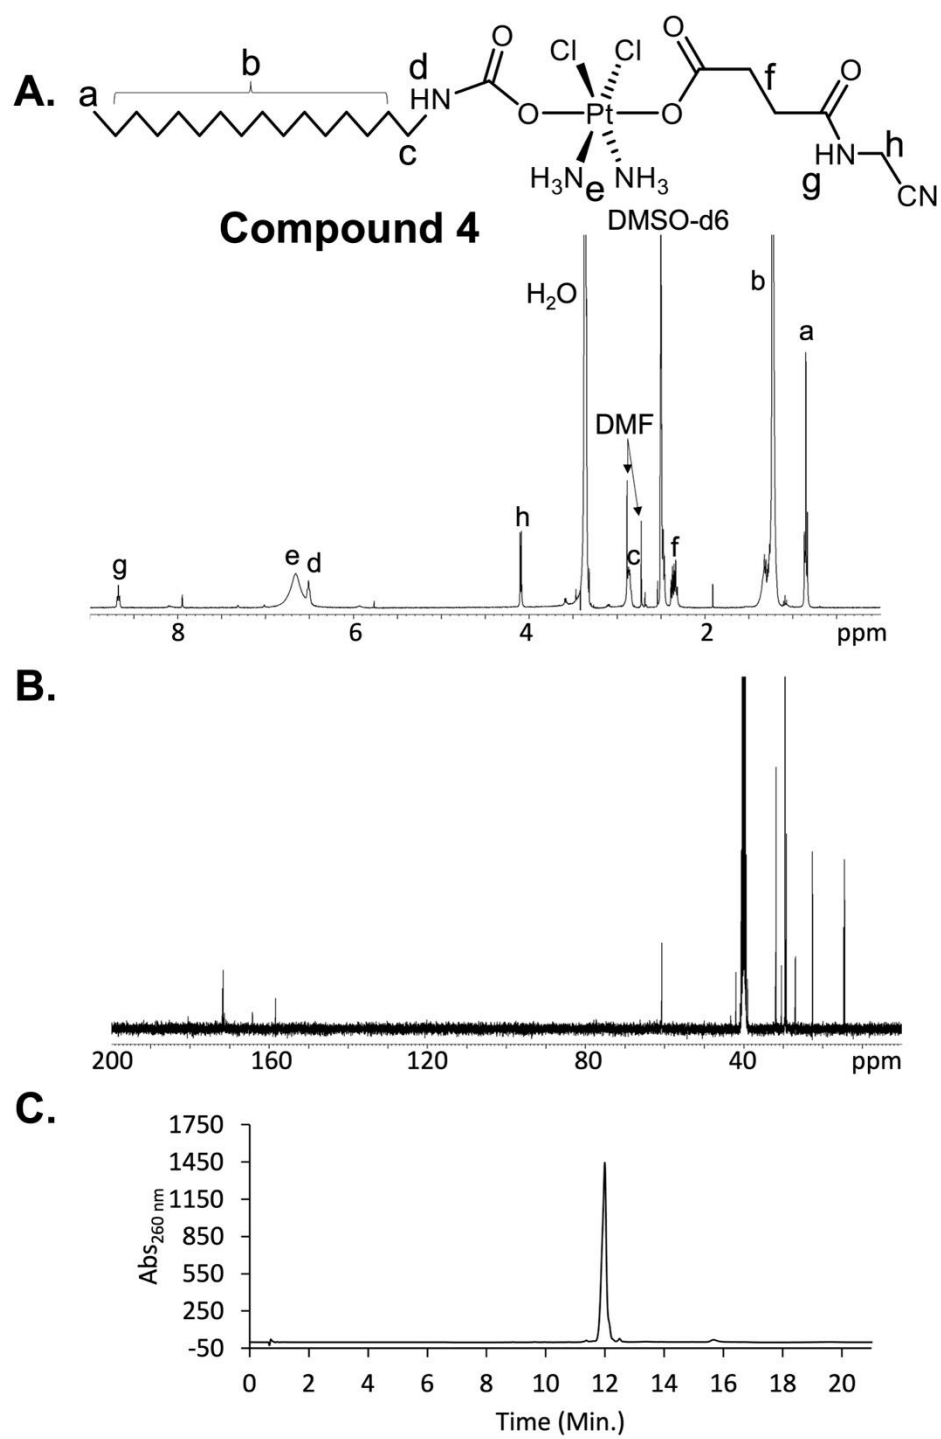 A.
a
b
d
HN
c
O
O
Cl
Cl
Pt
H3N
e
NH3
O
O
f
O
HN
g
h
CN
Compound 4
DMSO-d6
H2O
b
a
DMF
h
g
e
d
c
f
8 6 4 2 ppm
B.
200 160 120 80 40 ppm
C.
1750
1450
1150
850
550
250
-50
Abs260 nm
0 2 4 6 8 10 12 14 16 18 20
Time (Min.)